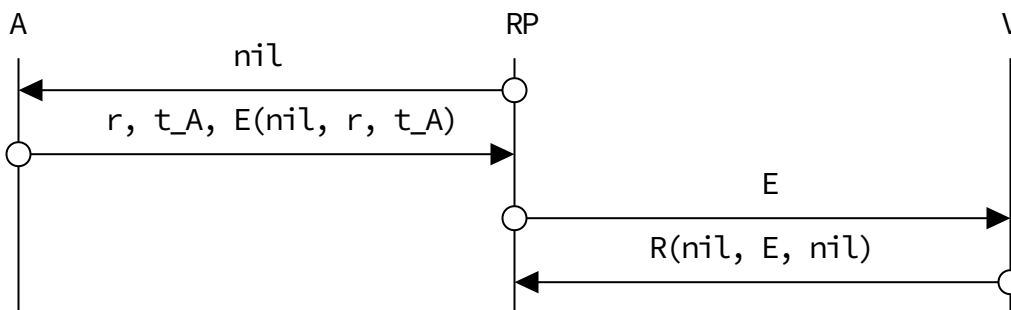 A RP V
nil
r, t_A, E(nil, r, t_A)
E
R(nil, E, nil)